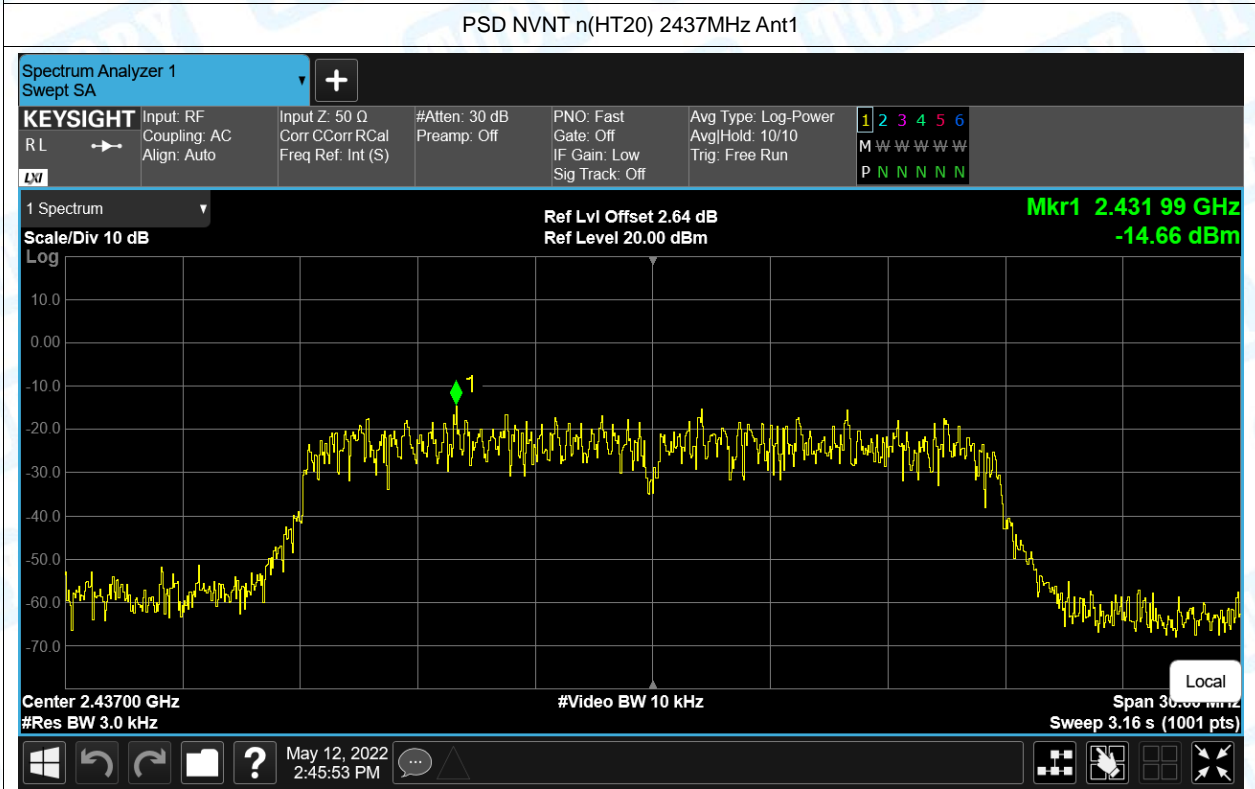 PSD NVNT n(HT20) 2437MHz Ant1
Spectrum Analyzer 1
Swept SA
KEYSIGHT
R L
LXI
Input: RF
Coupling: AC
Align: Auto
Input Z: 50 Ω
Corr CCorr RCal
Freq Ref: Int (S)
#Atten: 30 dB
Preamp: Off
PNO: Fast
Gate: Off
IF Gain: Low
Sig Track: Off
Avg Type: Log-Power
Avg|Hold: 10/10
Trig: Free Run
1 2 3 4 5 6
M W W W W W W
P N N N N N N
1 Spectrum
Scale/Div 10 dB
Ref Lvl Offset 2.64 dB
Ref Level 20.00 dBm
Mkr1 2.431 99 GHz
-14.66 dBm
Log
10.0
0.00
-10.0
1
-20.0
-30.0
-40.0
-50.0
-60.0
-70.0
Local
Center 2.43700 GHz
#Video BW 10 kHz
Span 30.00 MHz
#Res BW 3.0 kHz
Sweep 3.16 s (1001 pts)
?
May 12, 2022
2:45:53 PM